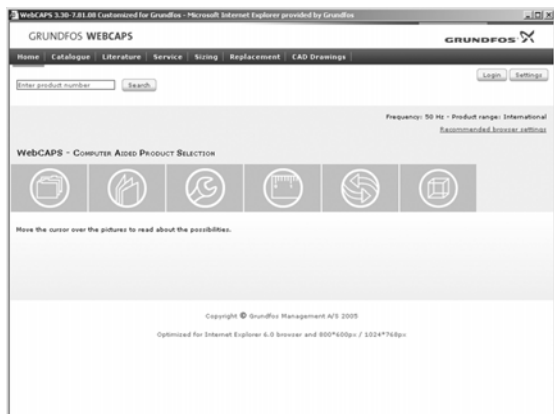 WebCAPS 3.30-7.01.08 Customized for Grundfos - Microsoft Internet Explorer provided by Grundfos
GRUNDFOS WEBCAPS
GRUNDFOS
Home Catalogue Literature Service Sizing Replacement CAD Drawings
Login Settings
Enter product number Search
Frequency: 50 Hz - Product range: International
Recommended browser settings
WebCAPS - Computer Aided Product Selection
Move the cursor over the pictures to read about the possibilities.
Copyright © Grundfos Management A/S 2005
Optimized for Internet Explorer 6.0 browser and 800*600px / 1024*768px